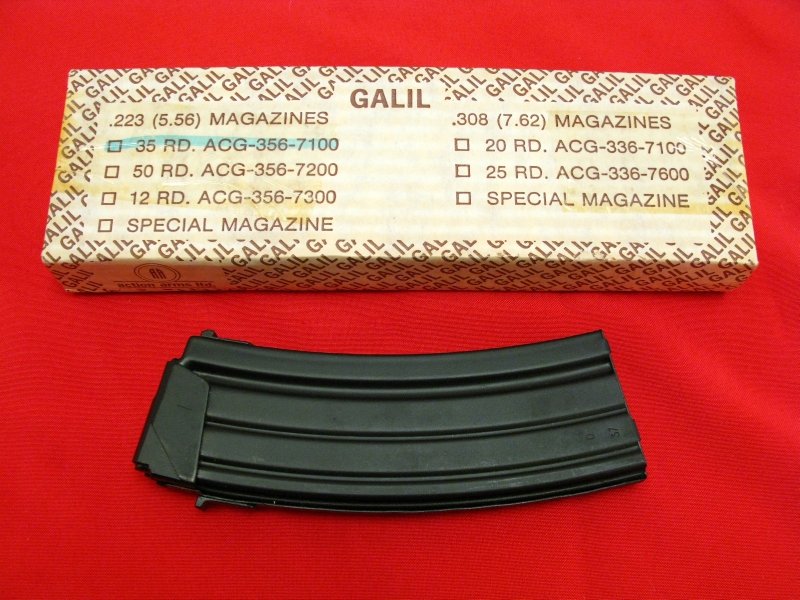 GALIL
.223 (5.56) MAGAZINES
☐ 35 RD. ACG-356-7100
☐ 50 RD. ACG-356-7200
☐ 12 RD. ACG-356-7300
☐ SPECIAL MAGAZINE
.308 (7.62) MAGAZINES
☐ 20 RD. ACG-336-7100
☐ 25 RD. ACG-336-7600
☐ SPECIAL MAGAZINE
action arms ltd.